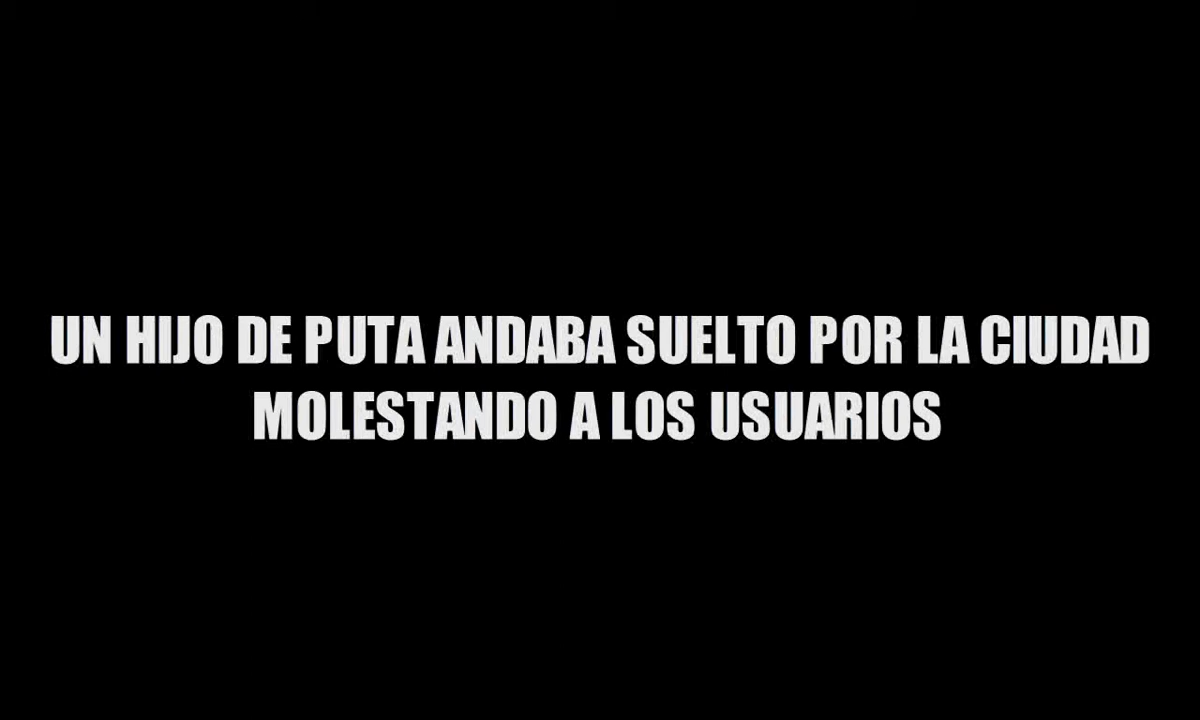 UN HIJO DE PUTA ANDABA SUELTO POR LA CIUDAD
MOLESTANDO A LOS USUARIOS